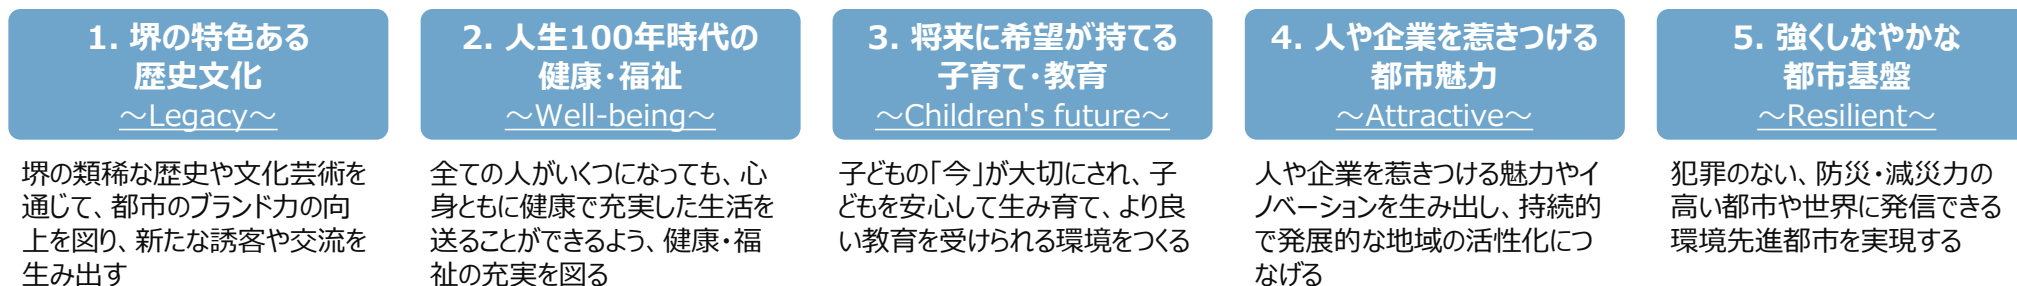 1. 堺の特色ある
歴史文化
～Legacy～
堺の類稀な歴史や文化芸術を
通じて、都市のブランド力の向
上を図り、新たな誘客や交流を
生み出す
2. 人生100年時代の
健康・福祉
～Well-being～
全ての人がいくつになっても、心
身ともに健康で充実した生活を
送ることができるよう、健康・福
祉の充実を図る
3. 将来に希望が持てる
子育て・教育
～Children's future～
子どもの「今」が大切にされ、子
どもを安心して生み育て、より良
い教育を受けられる環境をつくる
4. 人や企業を惹きつける
都市魅力
～Attractive～
人や企業を惹きつける魅力やイ
ノベーションを生み出し、持続的
で発展的な地域の活性化につ
なげる
5. 強くしなやかな
都市基盤
～Resilient～
犯罪のない、防災・減災力の
高い都市や世界に発信できる
環境先進都市を実現する